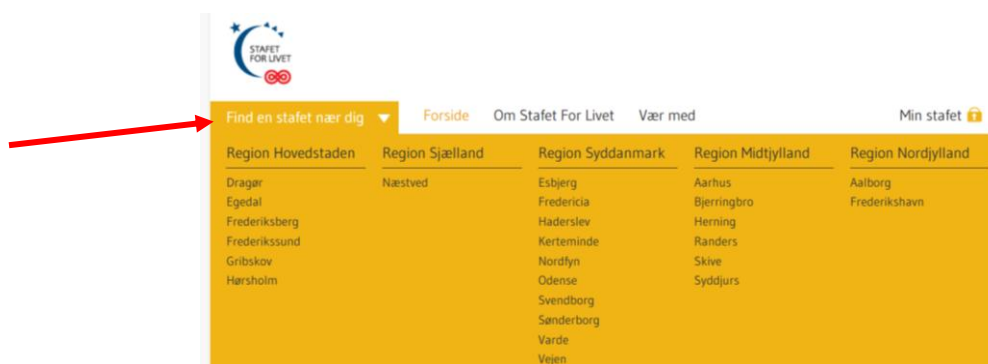 STAFET
FOR LIVET
Find en stafet nær dig
Forside
Om Stafet For Livet
Vær med
Min stafet
Region Hovedstaden
Dragør
Egedal
Frederiksberg
Frederikssund
Gribskov
Hørsholm
Region Sjælland
Næstved
Region Syddanmark
Esbjerg
Fredericia
Haderslev
Kerteminde
Nordfyn
Odense
Svendborg
Sønderborg
Varde
Vejen
Region Midtjylland
Aarhus
Bjerringbro
Herning
Randers
Skive
Syddjurs
Region Nordjylland
Aalborg
Frederikshavn